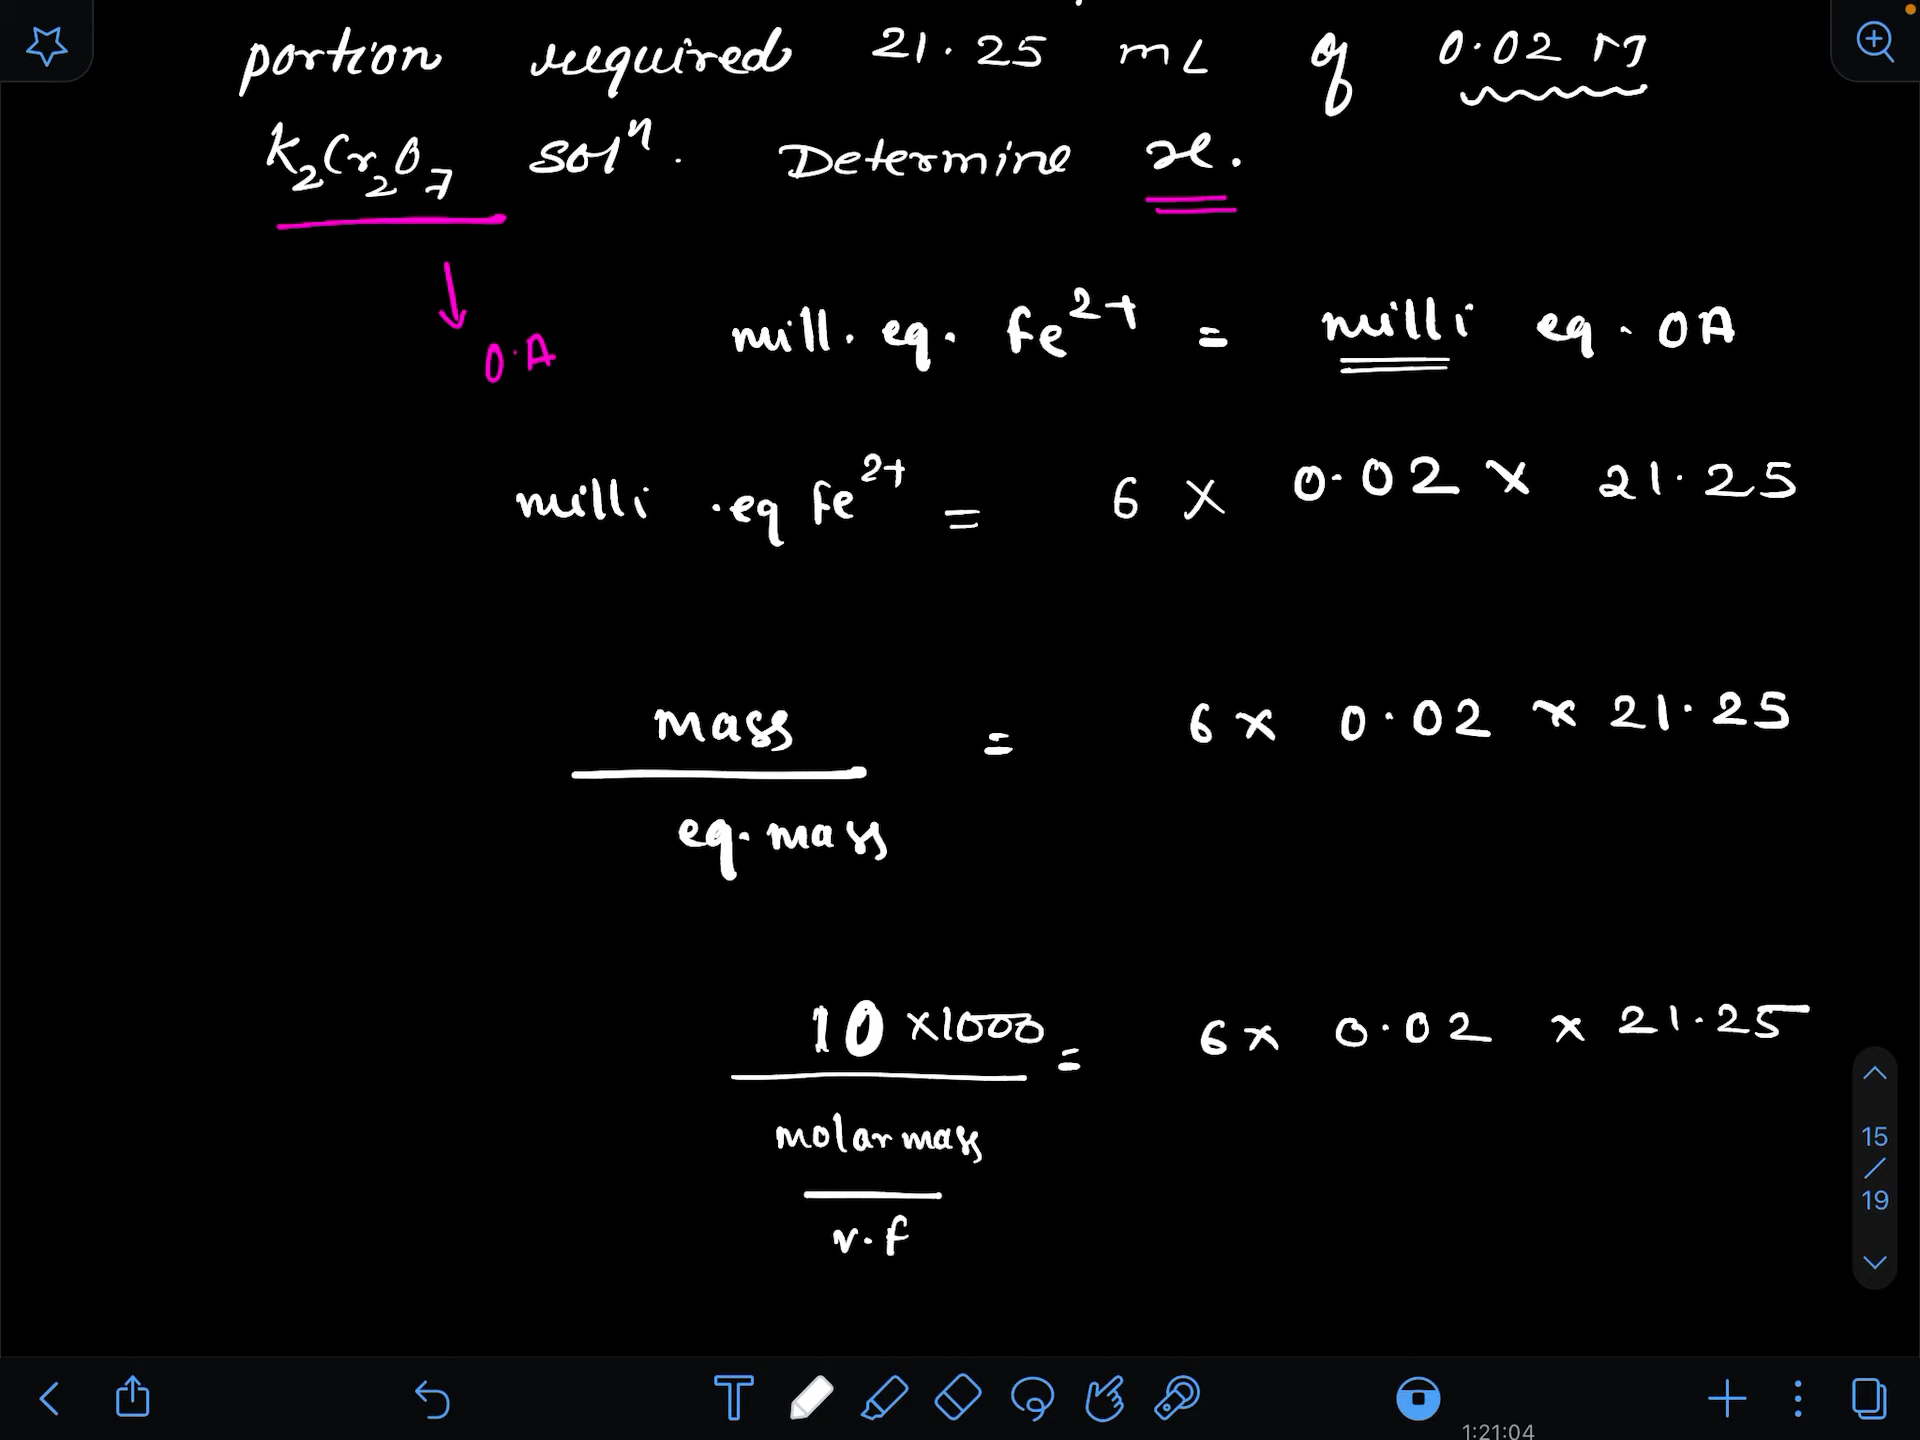 portion required 21.25 mL of 0.02 M
K₂Cr₂O₇ solⁿ. Determine x.
O.A
mill. eq. Fe²⁺ = milli eq. OA
milli .eq Fe²⁺ = 6 × 0.02 × 21.25
mass / eq. mass = 6 × 0.02 × 21.25
10 ×1000 / molar mass / v.f = 6 × 0.02 × 21.25
15
/
19
T
1:21:04